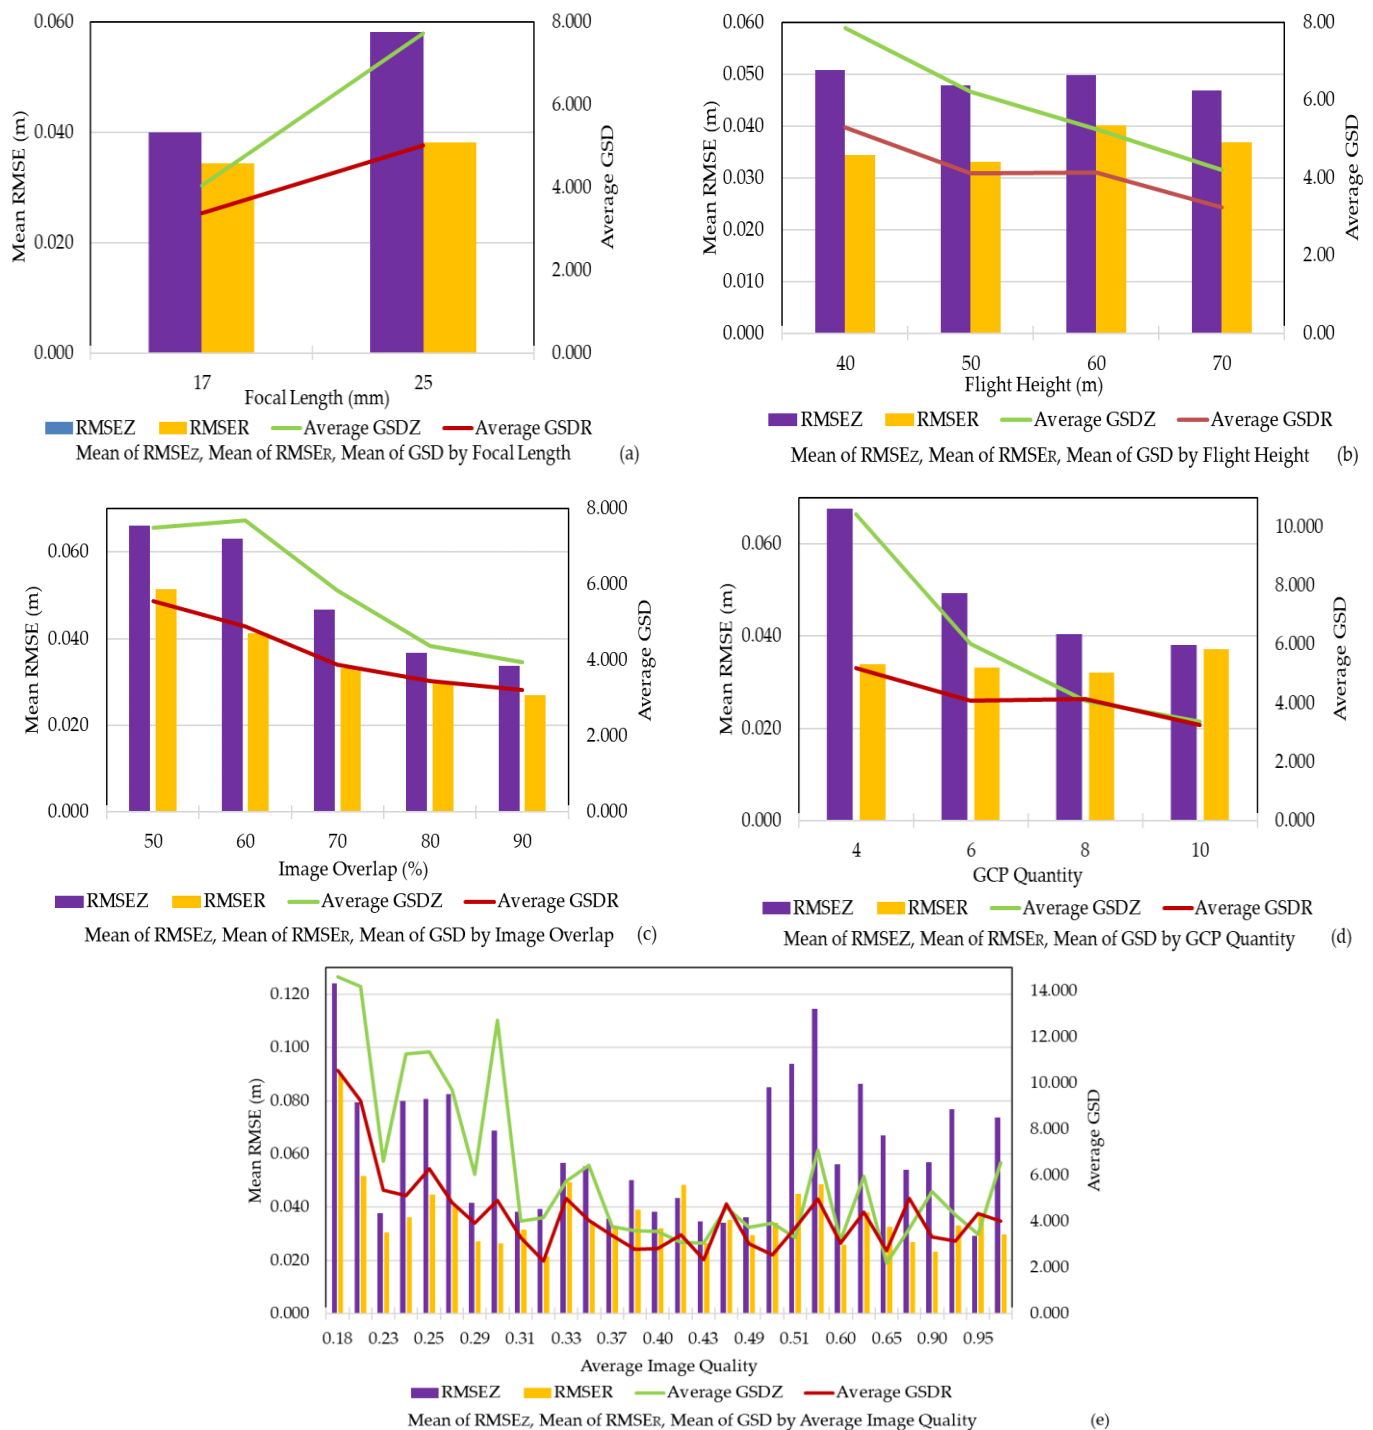 0.060
0.040
0.020
0.000
Mean RMSE (m)
8.000
6.000
4.000
2.000
0.000
Average GSD
17 25
Focal Length (mm)
RMSEZ RMSER Average GSDZ Average GSDR
Mean of RMSEZ, Mean of RMSER, Mean of GSD by Focal Length (a)
0.060
0.050
0.040
0.030
0.020
0.010
0.000
Mean RMSE (m)
8.00
6.00
4.00
2.00
0.00
Average GSD
40 50 60 70
Flight Height (m)
RMSEZ RMSER Average GSDZ Average GSDR
Mean of RMSEZ, Mean of RMSER, Mean of GSD by Flight Height (b)
0.060
0.040
0.020
0.000
Mean RMSE (m)
8.000
6.000
4.000
2.000
0.000
Average GSD
50 60 70 80 90
Image Overlap (%)
RMSEZ RMSER Average GSDZ Average GSDR
Mean of RMSEZ, Mean of RMSER, Mean of GSD by Image Overlap (c)
0.060
0.040
0.020
0.000
Mean RMSE (m)
10.000
8.000
6.000
4.000
2.000
0.000
Average GSD
4 6 8 10
GCP Quantity
RMSEZ RMSER Average GSDZ Average GSDR
Mean of RMSEZ, Mean of RMSER, Mean of GSD by GCP Quantity (d)
0.120
0.100
0.080
0.060
0.040
0.020
0.000
Mean RMSE (m)
14.000
12.000
10.000
8.000
6.000
4.000
2.000
0.000
Average GSD
0.18 0.23 0.25 0.29 0.31 0.33 0.37 0.40 0.43 0.49 0.51 0.60 0.65 0.90 0.95
Average Image Quality
RMSEZ RMSER Average GSDZ Average GSDR
Mean of RMSEZ, Mean of RMSER, Mean of GSD by Average Image Quality (e)